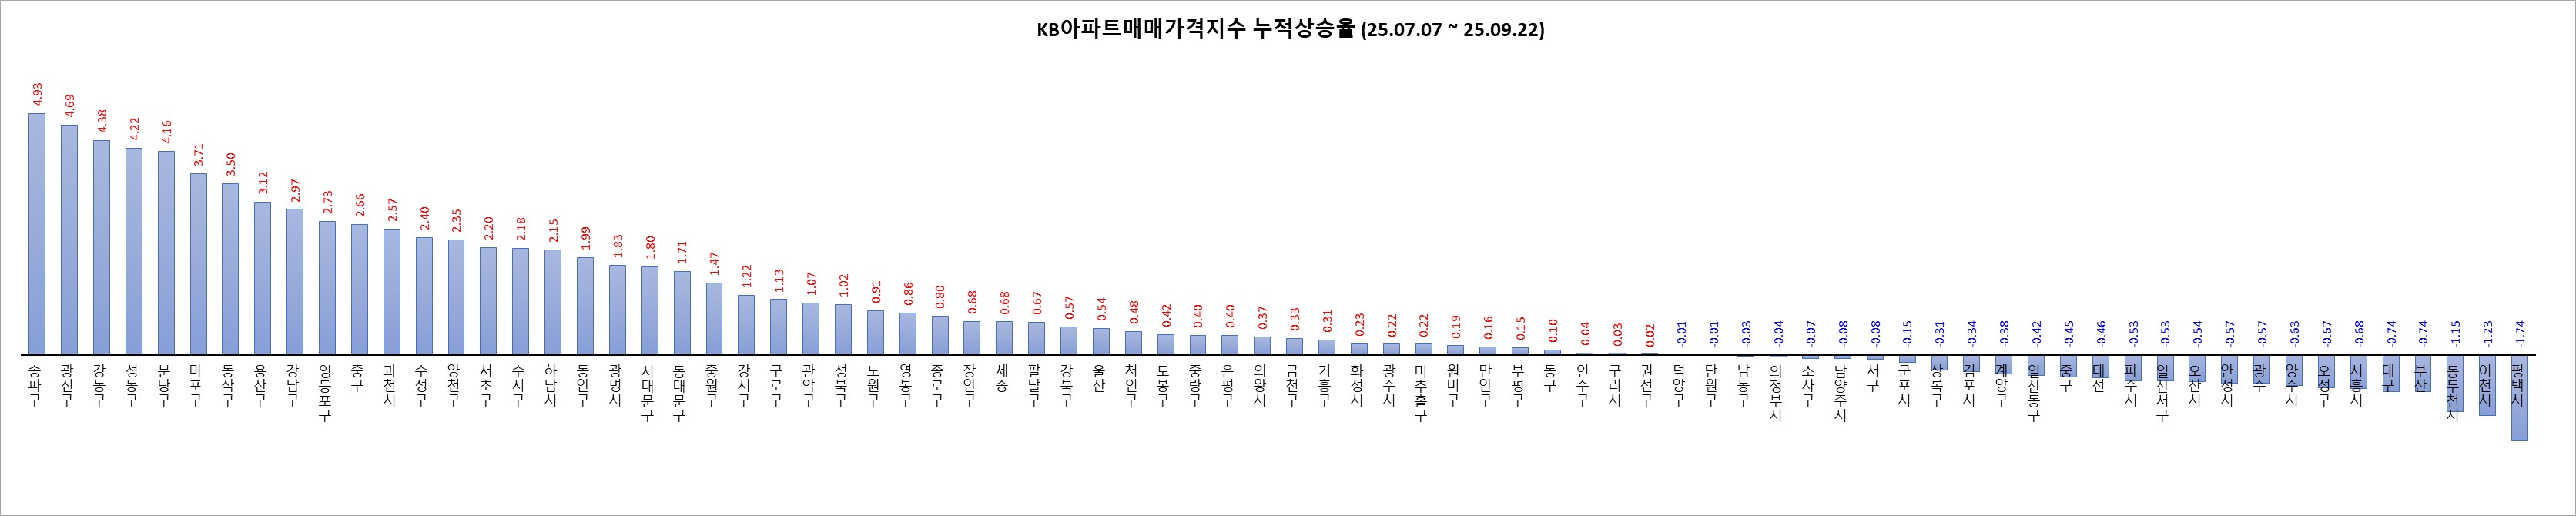 KB아파트매매가격지수 누적상승율 (25.07.07 ~ 25.09.22)
4.93 4.69 4.38 4.22 4.16 3.71 3.50 3.12 2.97 2.73 2.66 2.57 2.40 2.35 2.20 2.18 2.15 1.99 1.83 1.80 1.71 1.47 1.22 1.13 1.07 1.02 0.91 0.86 0.80 0.68 0.68 0.67 0.57 0.54 0.48 0.42 0.40 0.40 0.37 0.33 0.31 0.23 0.22 0.22 0.19 0.16 0.15 0.10 0.04 0.03 0.02 -0.01 -0.01 -0.03 -0.04 -0.07 -0.08 -0.08 -0.15 -0.31 -0.34 -0.38 -0.42 -0.45 -0.46 -0.53 -0.53 -0.54 -0.57 -0.57 -0.63 -0.67 -0.68 -0.74 -0.74 -1.15 -1.23 -1.74
송파구 광진구 강동구 성동구 분당구 마포구 동작구 용산구 강남구 영등포구 중구 과천시 수정구 양천구 서초구 수지구 하남시 동안구 광명시 서대문구 동대문구 중원구 강서구 구로구 관악구 성북구 노원구 영통구 종로구 장안구 세종 팔달구 강북구 울산 처인구 도봉구 중랑구 은평구 의왕시 금천구 기흥구 화성시 광주시 미추홀구 원미구 만안구 부평구 동구 연수구 구리시 권선구 덕양구 단원구 남동구 의정부시 소사구 남양주시 서구 군포시 상록구 김포시 계양구 일산동구 중구 대전 파주시 일산서구 오산시 안성시 광주 양주시 오정구 시흥시 대구 부산 동두천시 이천시 평택시